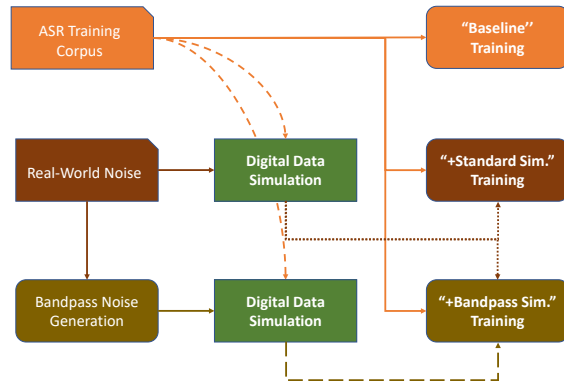 ASR Training
Corpus
“Baseline’’
Training
Real-World Noise
Digital Data
Simulation
“+Standard Sim.”
Training
Bandpass Noise
Generation
Digital Data
Simulation
“+Bandpass Sim.”
Training